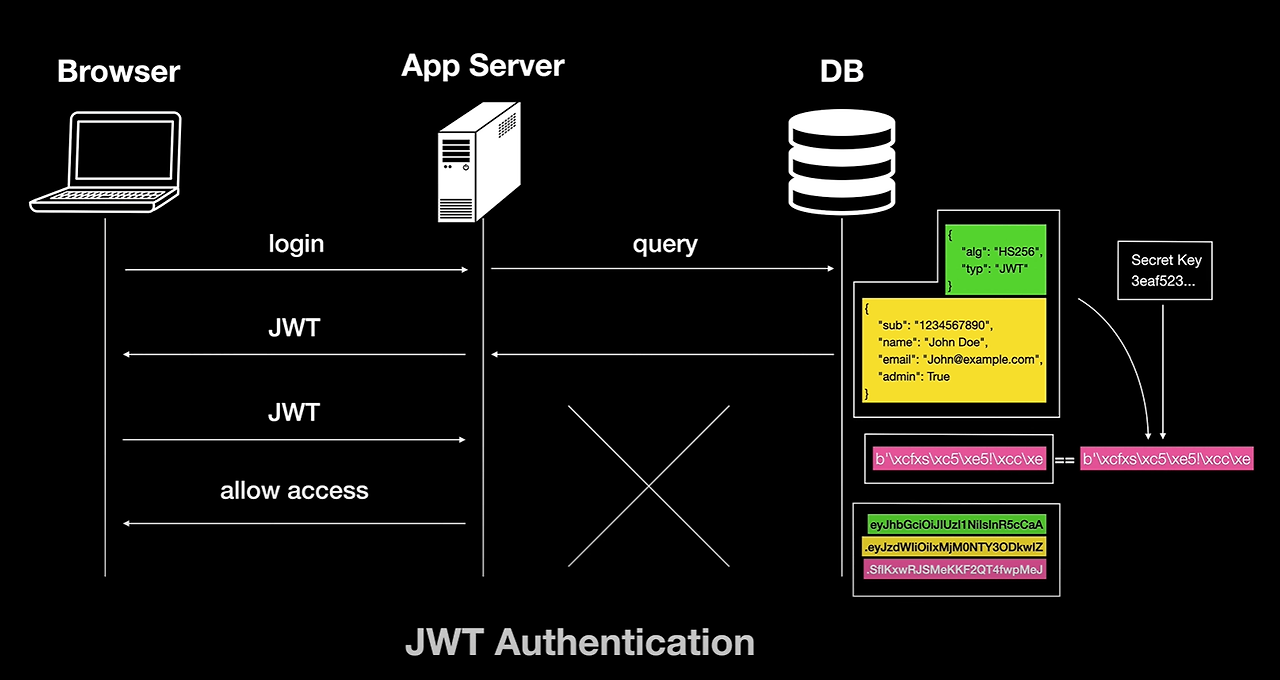 Browser
App Server
DB
login
query
JWT
JWT
allow access
{
"alg": "HS256",
"typ": "JWT"
}
{
"sub": "1234567890",
"name": "John Doe",
"email": "John@example.com",
"admin": True
}
Secret Key
3eaf523...
b'\xcfxs\xc5\xe5!\xcc\xe == b'\xcfxs\xc5\xe5!\xcc\xe
eyJhbGciOiJIUzI1NiIsInR5cCaA
.eyJzdWIiOiIxMjM0NTY3ODkwIZ
.SflKxwRJSMeKKF2QT4fwpMeJ
JWT Authentication